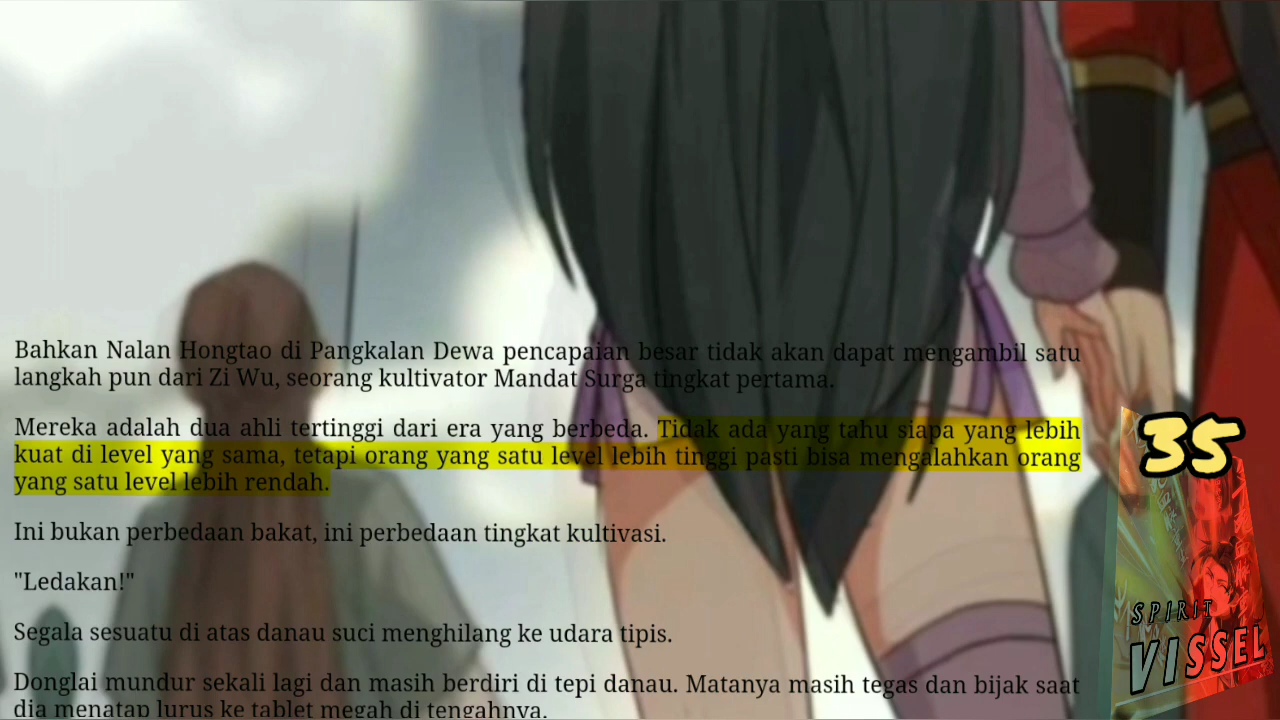 Bahkan Nalan Hongtao di Pangkalan Dewa pencapaian besar tidak akan dapat mengambil satu
langkah pun dari Zi Wu, seorang kultivator Mandat Surga tingkat pertama.
Mereka adalah dua ahli tertinggi dari era yang berbeda. Tidak ada yang tahu siapa yang lebih
kuat di level yang sama, tetapi orang yang satu level lebih tinggi pasti bisa mengalahkan orang
yang satu level lebih rendah.
Ini bukan perbedaan bakat, ini perbedaan tingkat kultivasi.
"Ledakan!"
Segala sesuatu di atas danau suci menghilang ke udara tipis.
Donglai mundur sekali lagi dan masih berdiri di tepi danau. Matanya masih tegas dan bijak saat
dia menatap lurus ke tablet megah di tengahnya.
35
SPIRIT
VISSEL